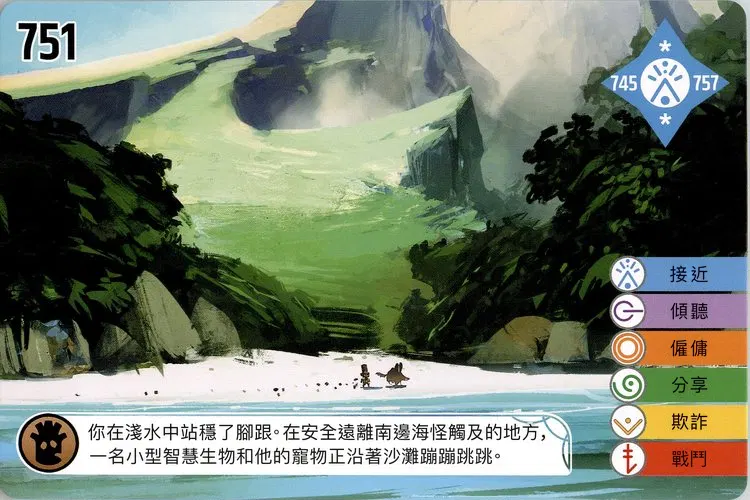 751
745
*
757
*
接近
傾聽
僱傭
分享
欺詐
戰鬥
你在淺水中站穩了腳跟。在安全遠離南邊海怪觸及的地方，
一名小型智慧生物和他的寵物正沿著沙灘蹦蹦跳跳。